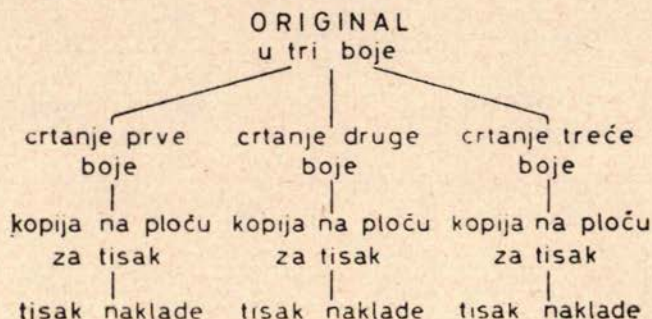 ORIGINAL
u tri boje
crtanje prve boje
crtanje druge boje
crtanje treće boje
kopija na ploču za tisak
kopija na ploču za tisak
kopija na ploču za tisak
tisak naklade
tisak naklade
tisak naklade